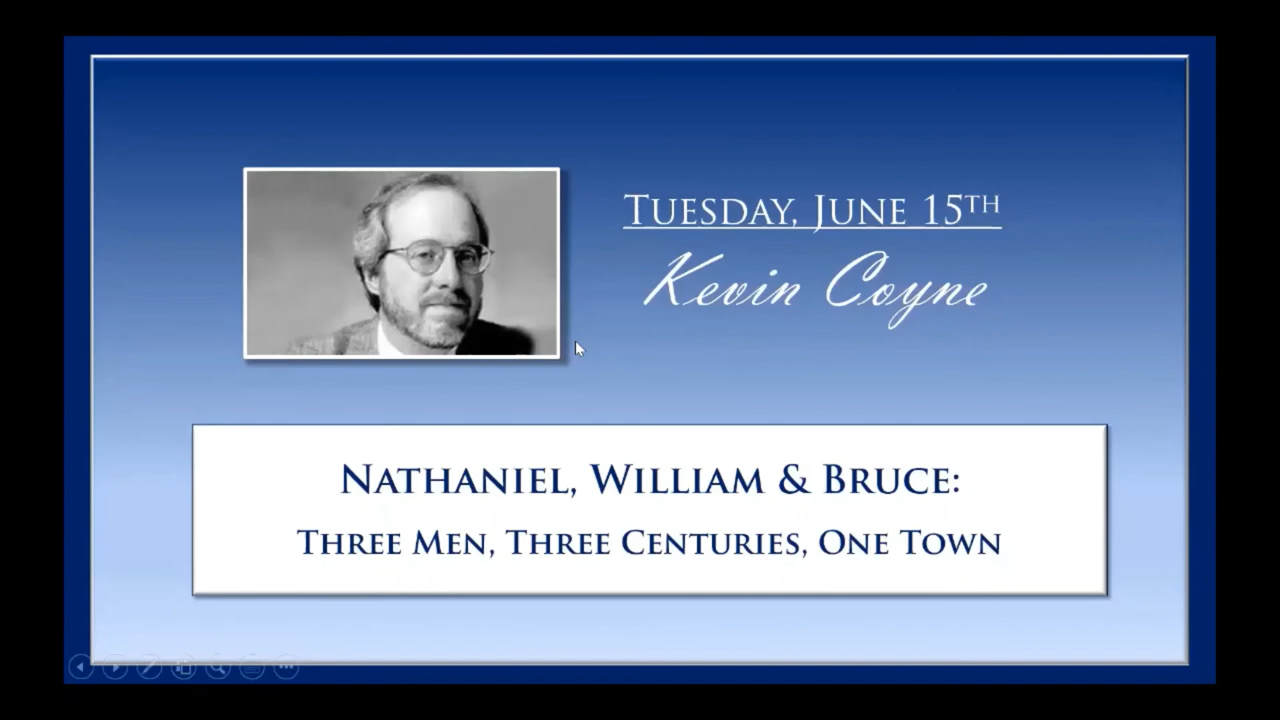 Tuesday, June 15th
Kevin Coyne
Nathaniel, William & Bruce:
Three Men, Three Centuries, One Town